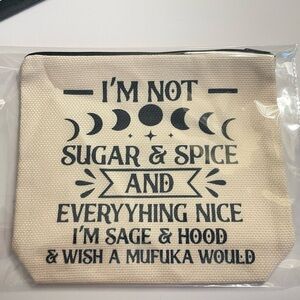 I'M NOT
SUGAR & SPICE
AND
EVERYYHING NICE
I'M SAGE & HOOD
& WISH A MUFUKA WOULD